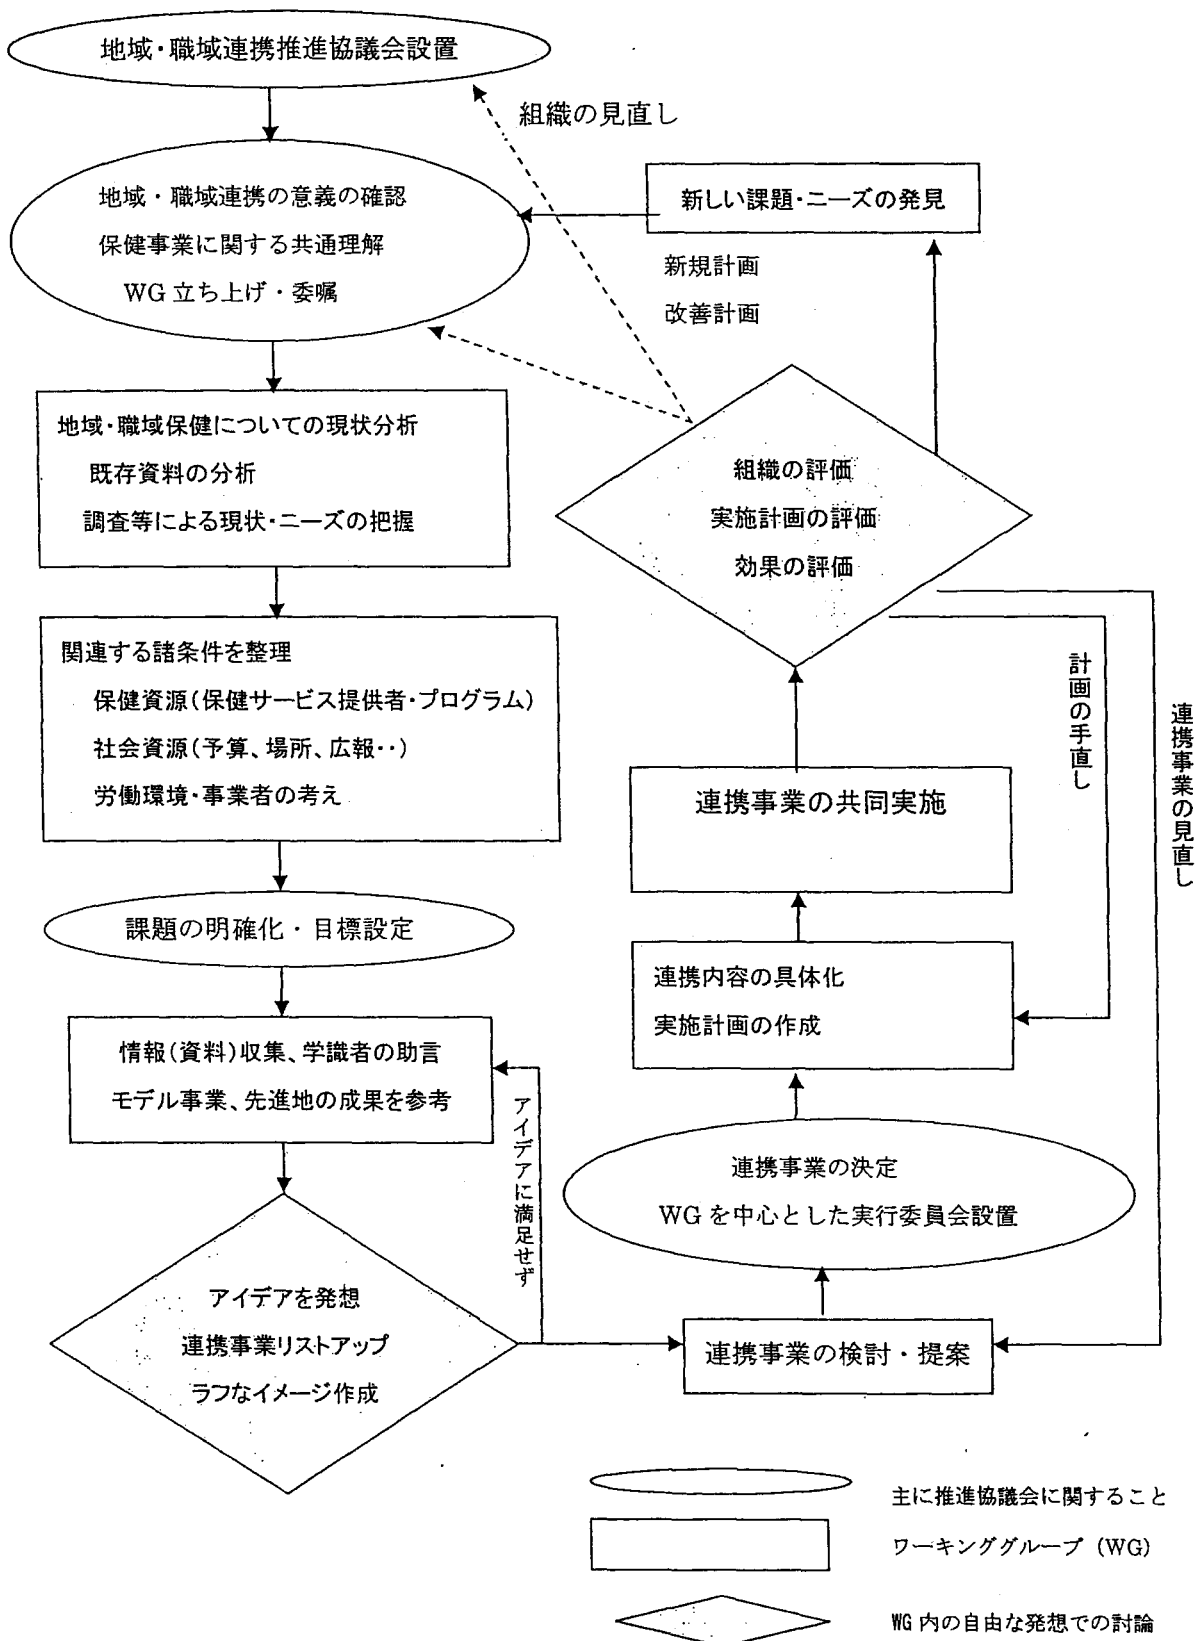 地域・職域連携推進協議会設置
組織の見直し
地域・職域連携の意義の確認
保健事業に関する共通理解
WG 立ち上げ・委嘱
新しい課題・ニーズの発見
新規計画
改善計画
地域・職域保健についての現状分析
既存資料の分析
調査等による現状・ニーズの把握
組織の評価
実施計画の評価
効果の評価
関連する諸条件を整理
保健資源(保健サービス提供者・プログラム)
社会資源(予算、場所、広報・・)
労働環境・事業者の考え
計画の手直し
連携事業の見直し
連携事業の共同実施
課題の明確化・目標設定
連携内容の具体化
実施計画の作成
情報(資料)収集、学識者の助言
モデル事業、先進地の成果を参考
アイデアに満足せず
連携事業の決定
WG を中心とした実行委員会設置
アイデアを発想
連携事業リストアップ
ラフなイメージ作成
連携事業の検討・提案
主に推進協議会に関すること
ワーキンググループ (WG)
WG 内の自由な発想での討論